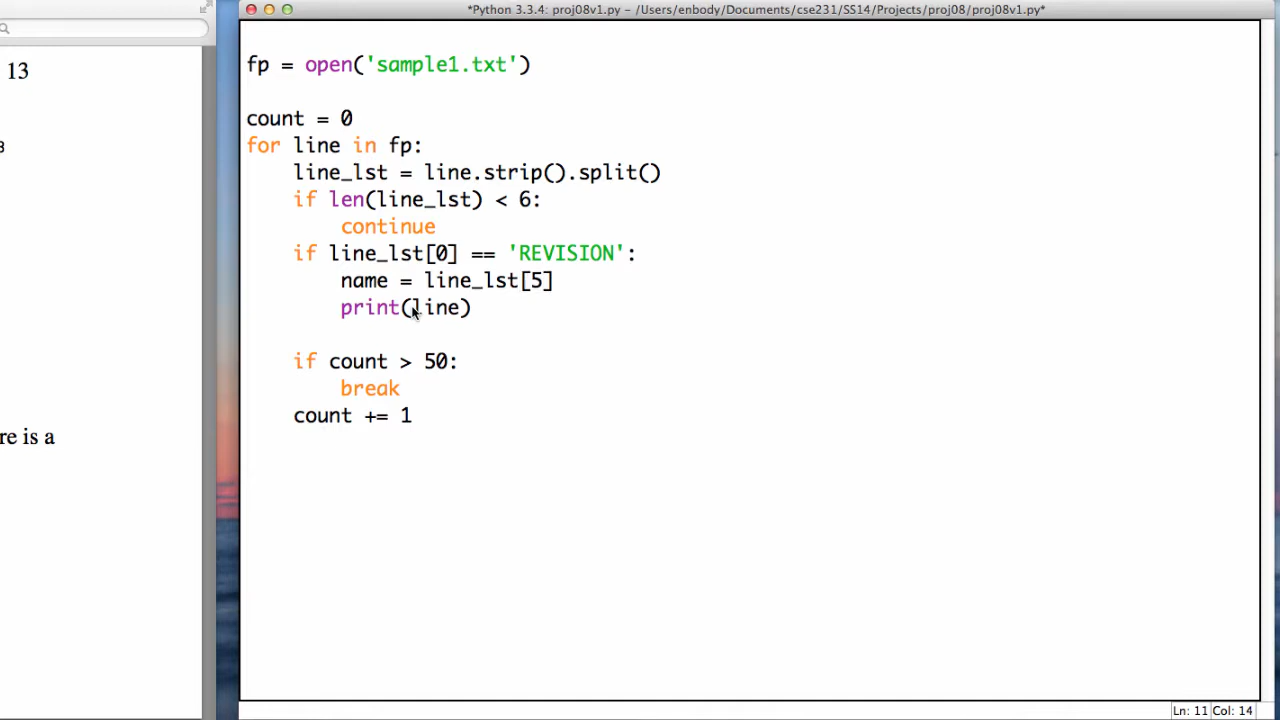 *Python 3.3.4: proj08v1.py – /Users/enbody/Documents/cse231/SS14/Projects/proj08/proj08v1.py*
13
re is a
fp = open('sample1.txt')
count = 0
for line in fp:
    line_lst = line.strip().split()
    if len(line_lst) < 6:
        continue
    if line_lst[0] == 'REVISION':
        name = line_lst[5]
        print(line)
    if count > 50:
        break
    count += 1
Ln: 11 Col: 14